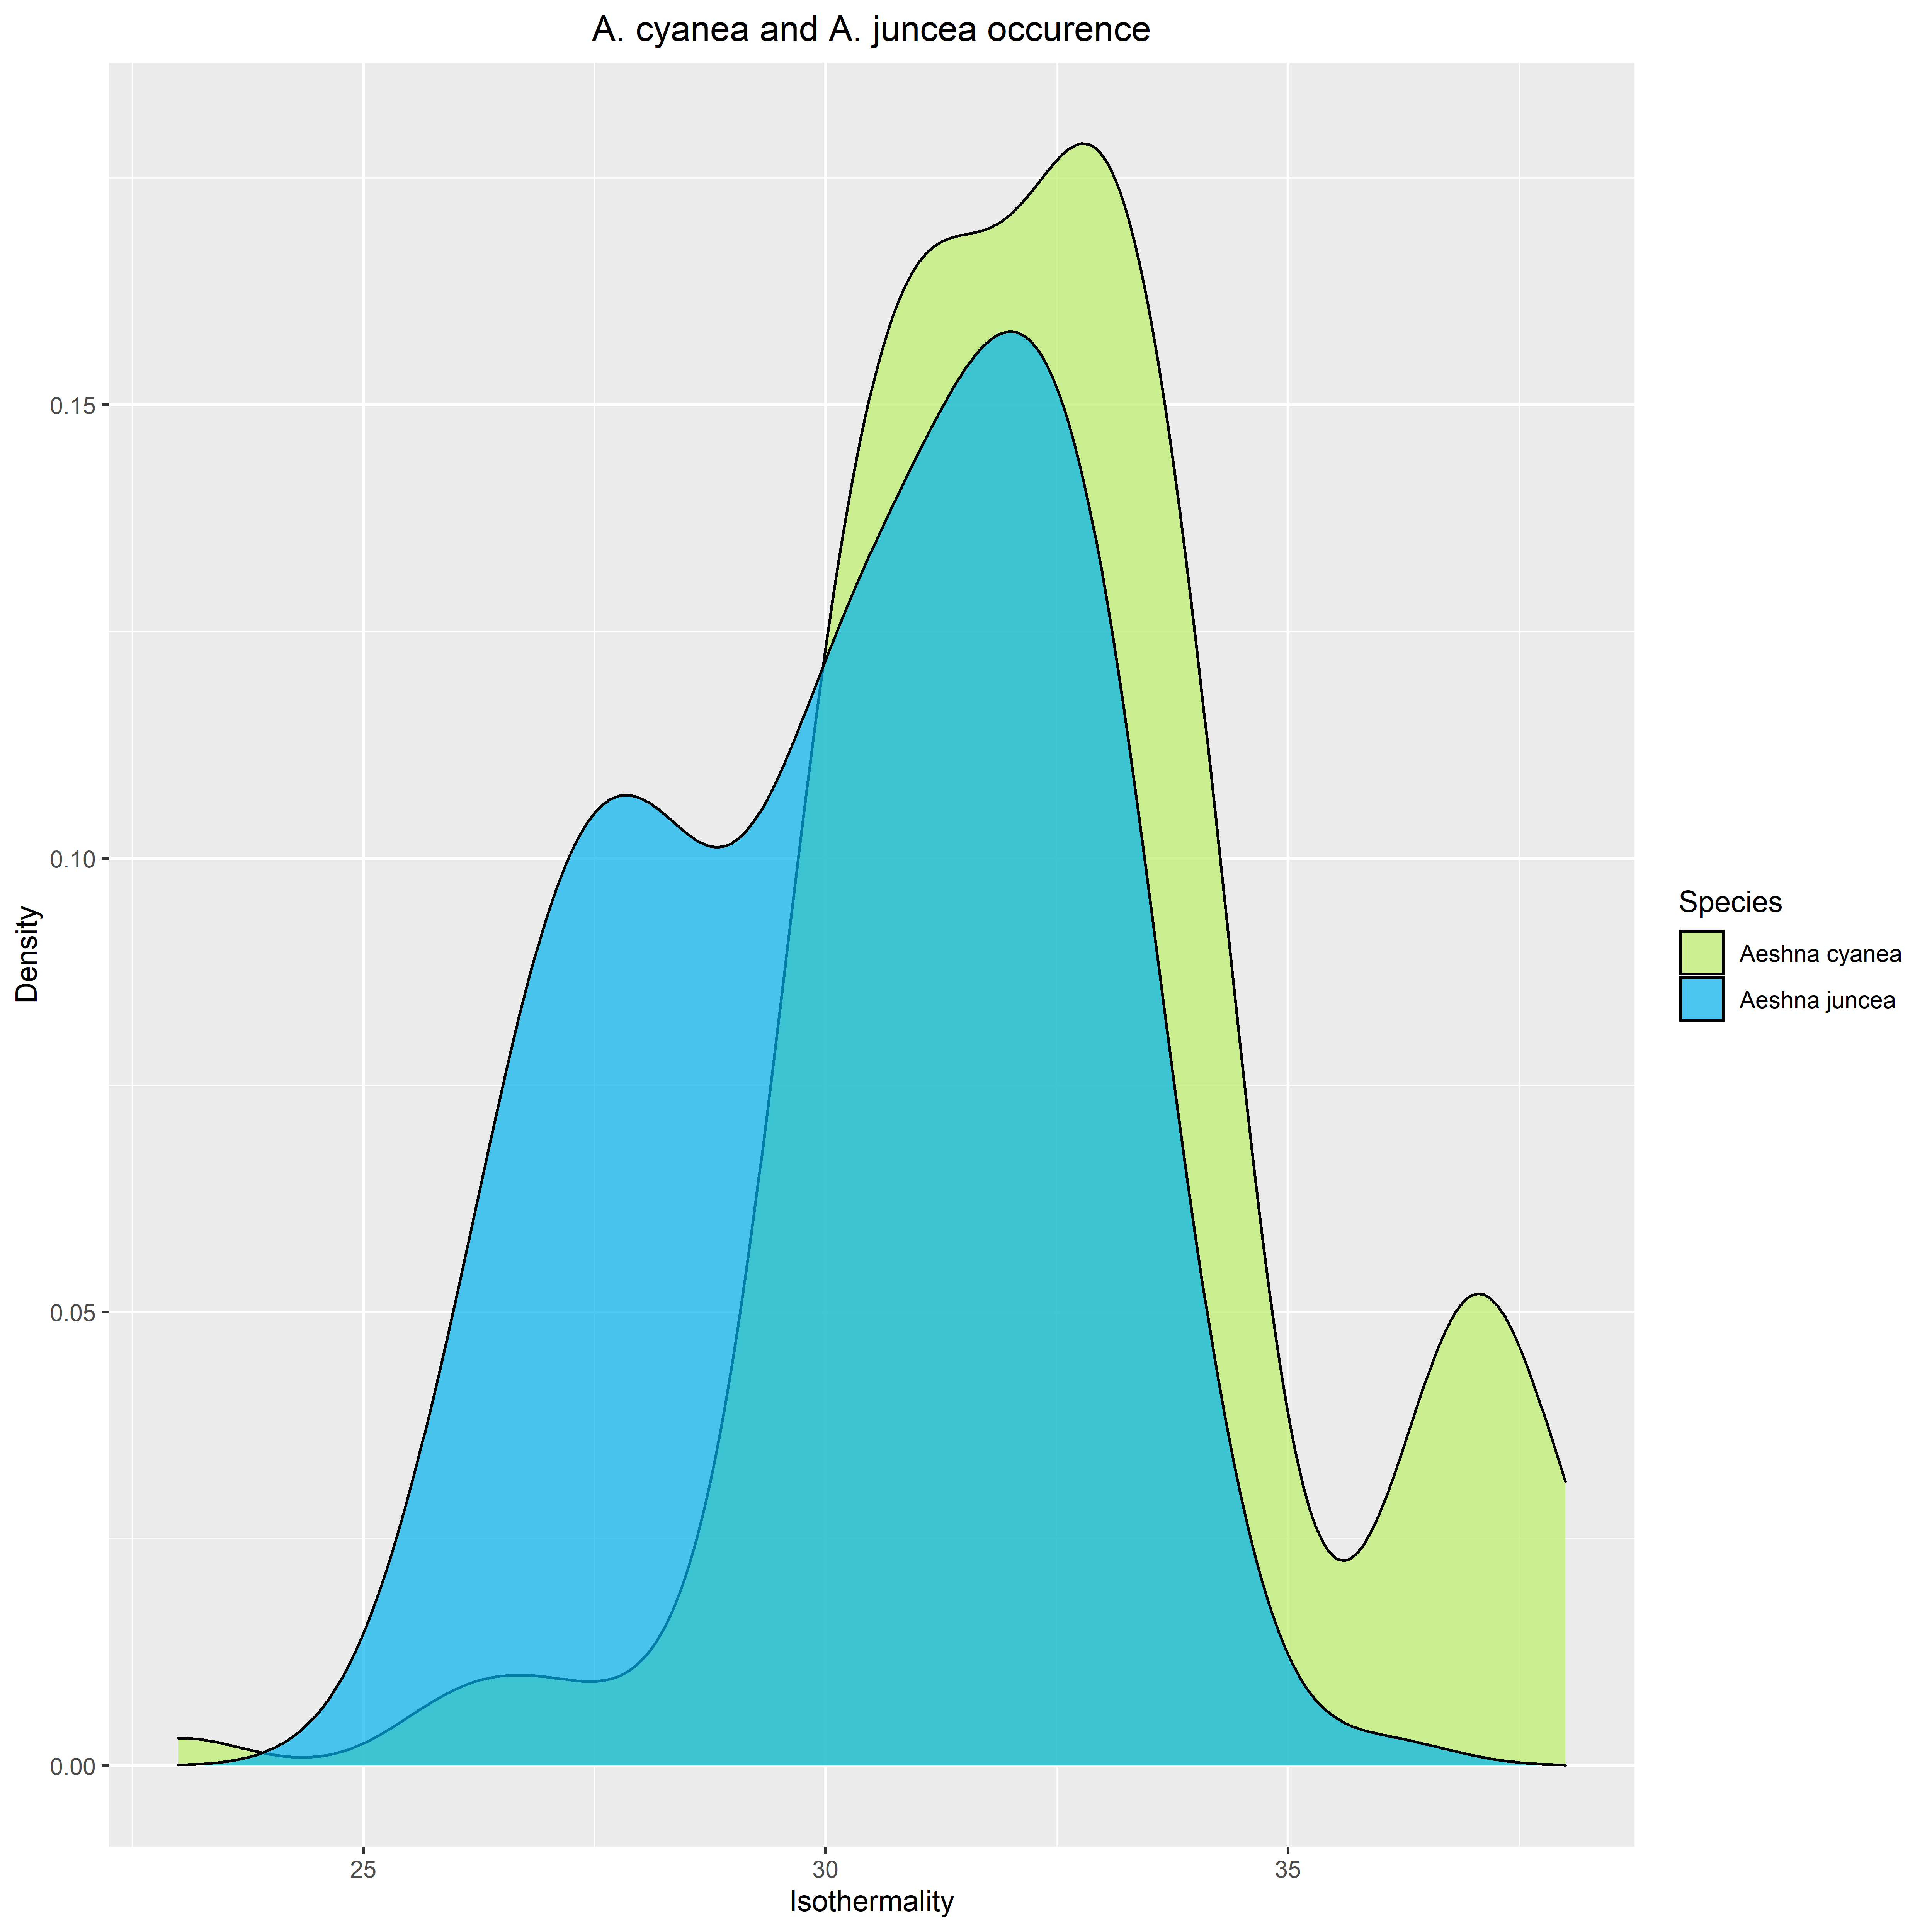 A. cyanea and A. juncea occurence
0.15
0.10
0.05
0.00
Density
25 30 35
Isothermality
Species
Aeshna cyanea
Aeshna juncea